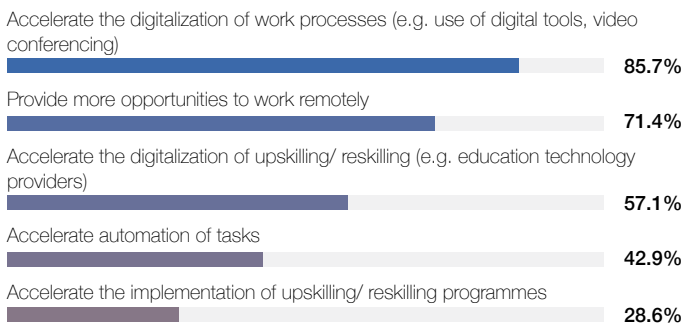 Accelerate the digitalization of work processes (e.g. use of digital tools, video
conferencing)
85.7%
Provide more opportunities to work remotely
71.4%
Accelerate the digitalization of upskilling/ reskilling (e.g. education technology
providers)
57.1%
Accelerate automation of tasks
42.9%
Accelerate the implementation of upskilling/ reskilling programmes
28.6%